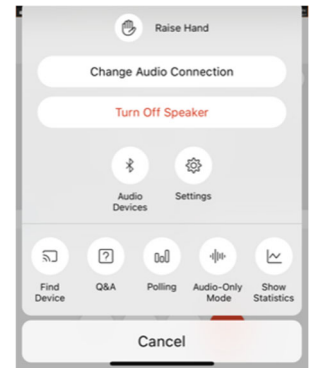 Raise Hand
Change Audio Connection
Turn Off Speaker
Audio
Devices
Settings
Find
Device
Q&A
Polling
Audio-Only
Mode
Show
Statistics
Cancel